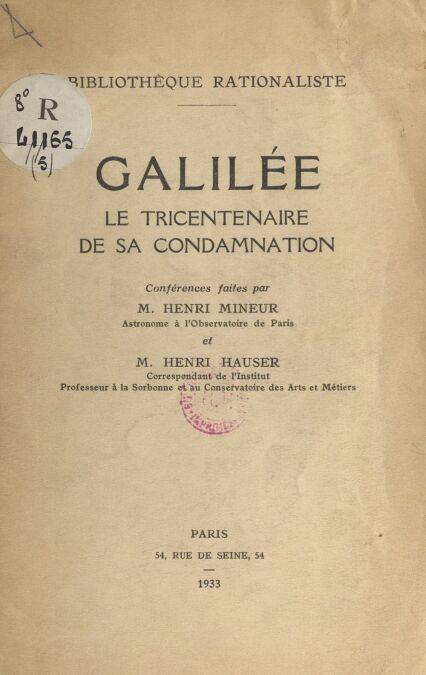 4
BIBLIOTHÈQUE RATIONALISTE
8° R
41165
(5)
GALILÉE
LE TRICENTENAIRE
DE SA CONDAMNATION
Conférences faites par
M. HENRI MINEUR
Astronome à l'Observatoire de Paris
et
M. HENRI HAUSER
Correspondant de l'Institut
Professeur à la Sorbonne et au Conservatoire des Arts et Métiers
PARIS
54, RUE DE SEINE, 54
1933